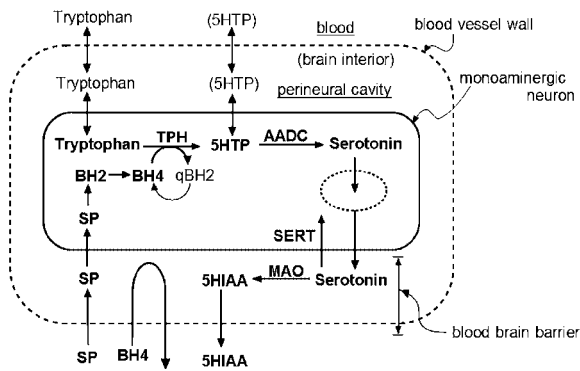 Tryptophan (5HTP) blood blood vessel wall
(brain interior)
Tryptophan (5HTP)
perineural cavity monoaminergic
neuron
Tryptophan TPH 5HTP AADC Serotonin
BH2 BH4 qBH2
SP
SERT
SP 5HIAA MAO Serotonin
SP BH4 5HIAA blood brain barrier